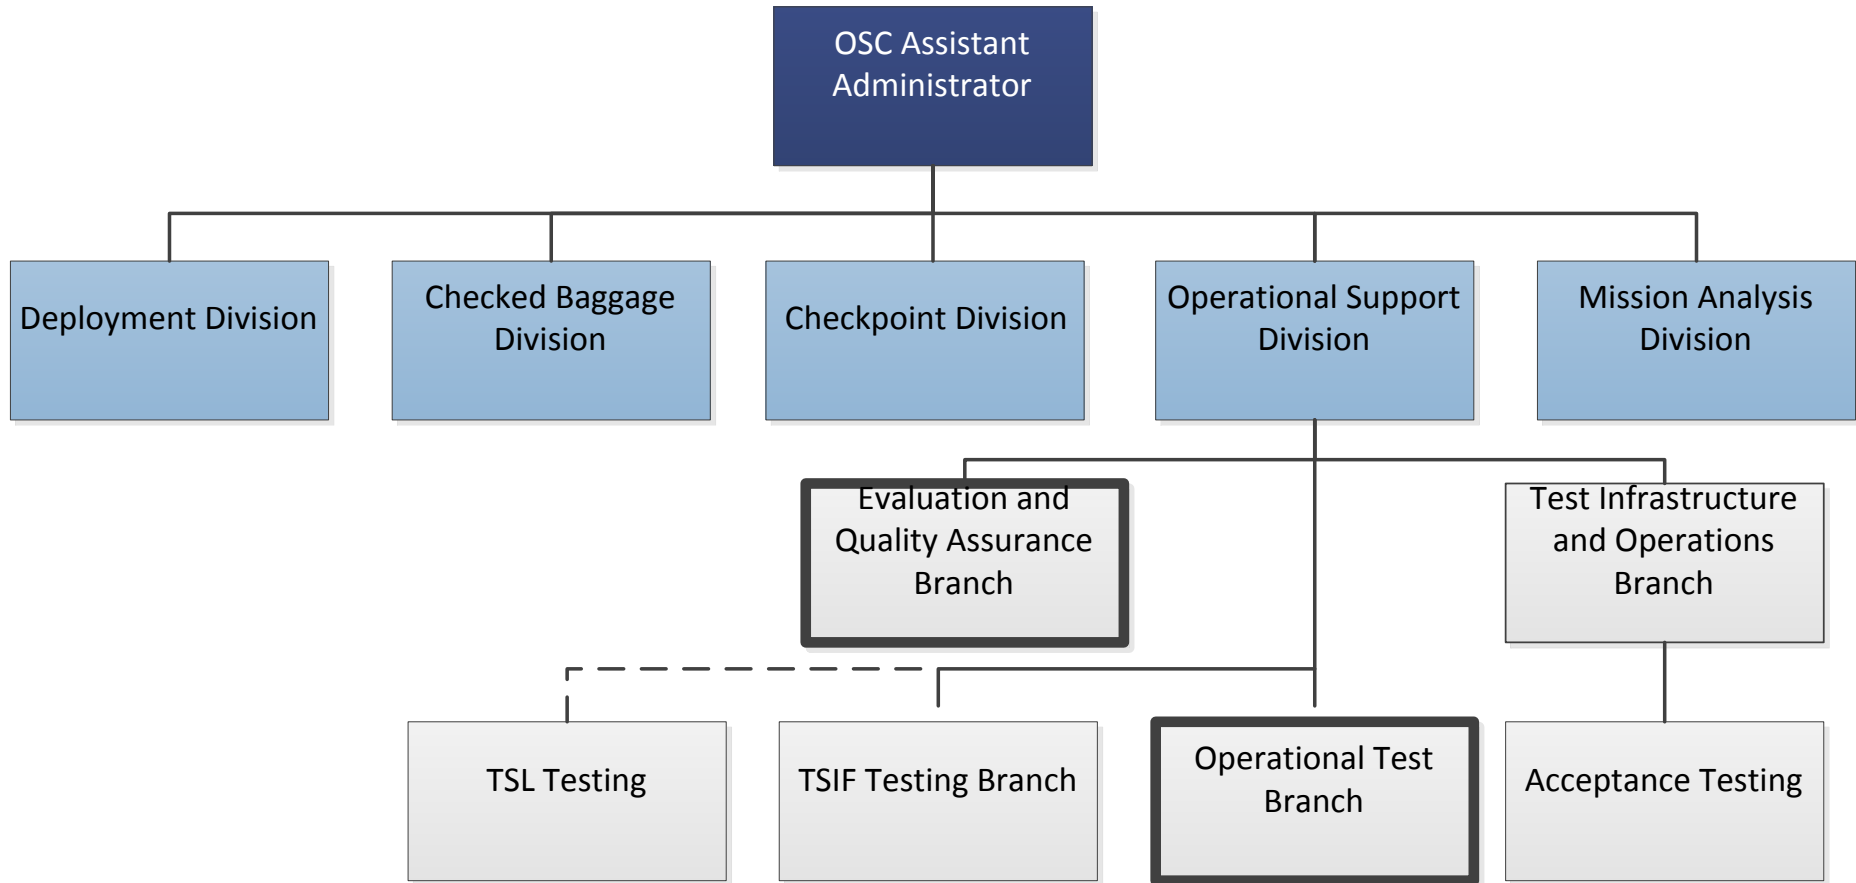 OSC Assistant
Administrator
Deployment Division
Checked Baggage
Division
Checkpoint Division
Operational Support
Division
Mission Analysis
Division
Evaluation and
Quality Assurance
Branch
Test Infrastructure
and Operations
Branch
TSL Testing
TSIF Testing Branch
Operational Test
Branch
Acceptance Testing